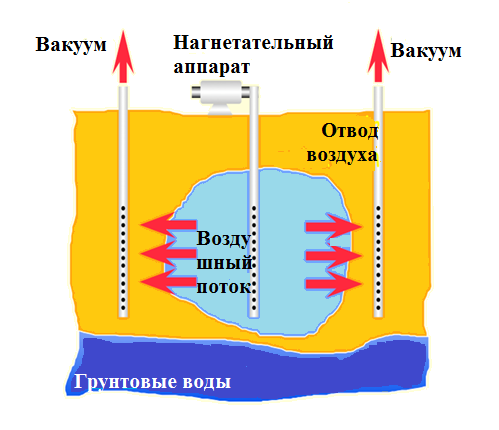 Вакуум
Нагнетательный
аппарат
Вакуум
Отвод
воздуха
Возду
шный
поток
Грунтовые воды